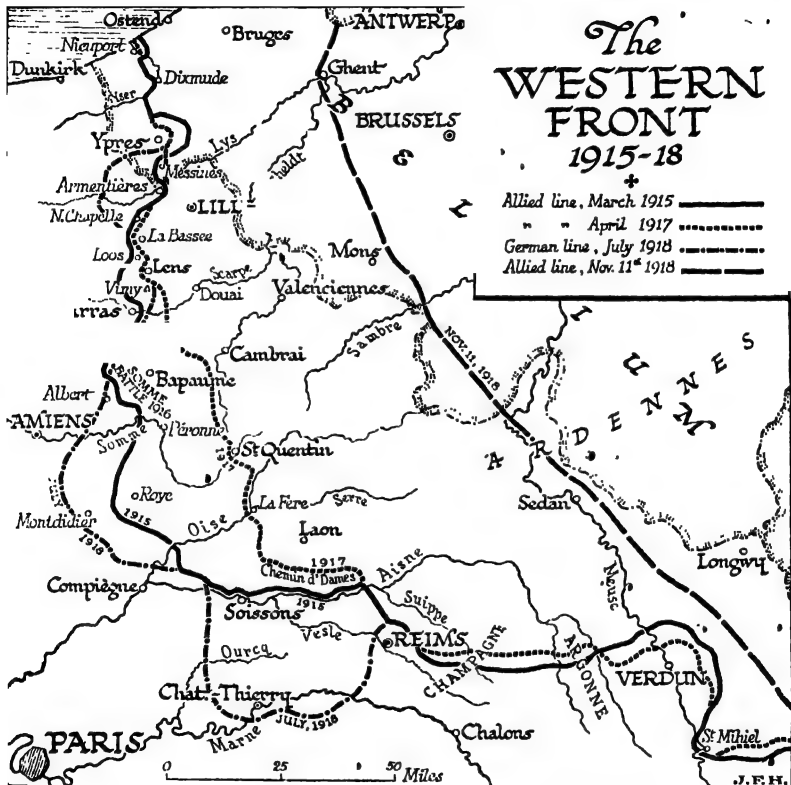 The
WESTERN
FRONT
1915-18
Allied line, March 1915
" " April 1917
German line, July 1918
Allied line, Nov. 11th 1918
Ostend
Bruges
ANTWERP
Nieuport
Dunkirk
Dixmude
Ghent
Yser
BRUSSELS
Ypres
Lys
heldt
Messines
Armentières
N. Chapelle
LILL
La Bassee
Loos
Lens
Mons
Scarpe
Vimy
Douai
Valenciennes
rras
BELGIUM
Sambre
NOV. 11, 1918
Cambrai
SOMME
BATTLE 1916
Bapaume
Albert
AMIENS
Somme
Péronne
St Quentin
ARDENNES
Sedan
Roye
La Fère
Serre
Montdidier
1915
Oise
Laon
1918
1917
Chemin d'Dames
Aisne
Longwy
Compiègne
Soissons
1915
Suippe
Meuse
Vesle
REIMS
CHAMPAGNE
ARGONNE
Ourcq
VERDUN
Chat.-Thierry
JULY, 1918
Marne
Chalons
St Mihiel
PARIS
0 25 50 Miles
J.F.H.